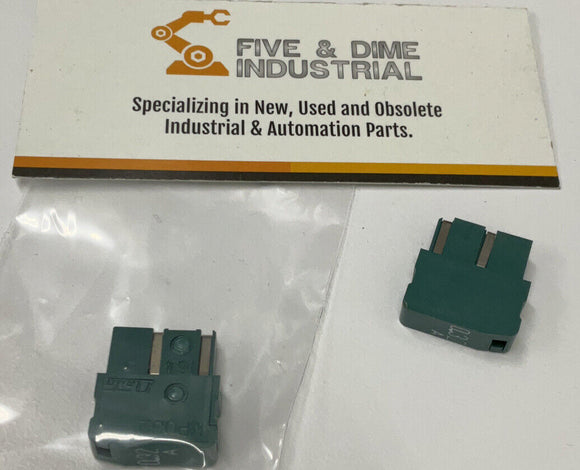 FIVE & DIME
INDUSTRIAL
Specializing in New, Used and Obsolete
Industrial & Automation Parts.
A
A